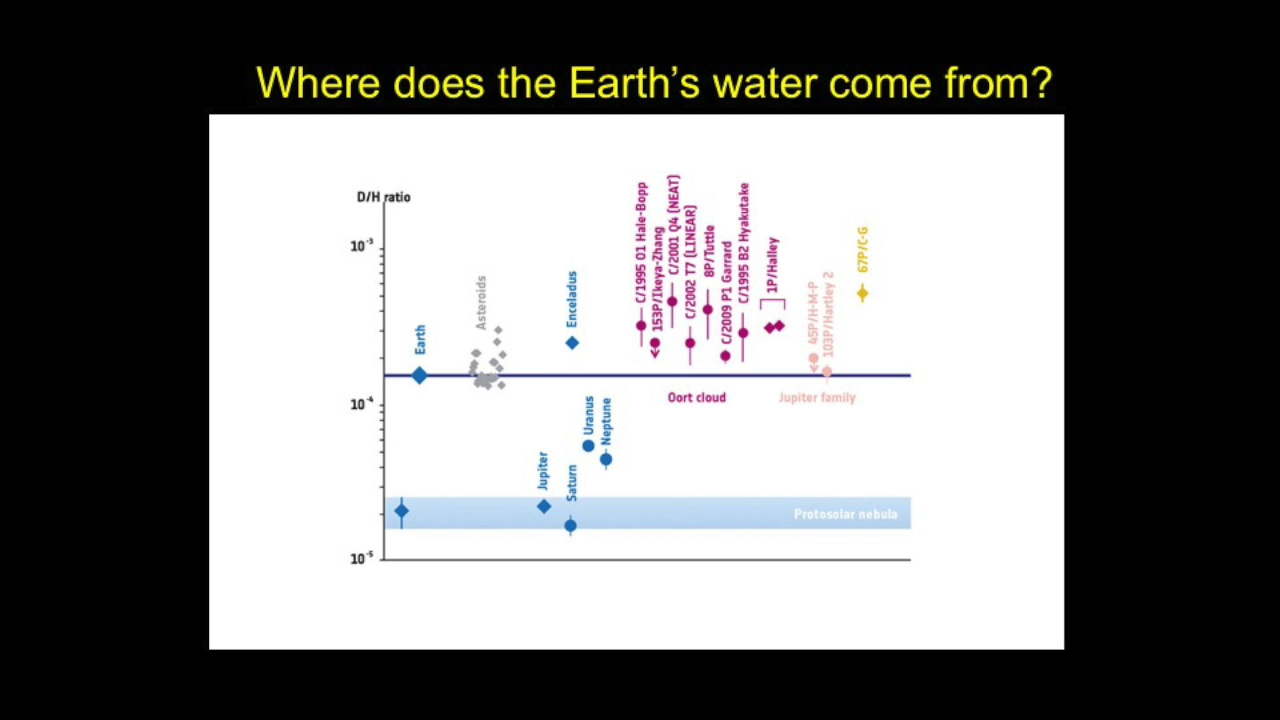 Where does the Earth's water come from?
D/H ratio
10-3
10-4
10-5
Earth
Asteroids
Enceladus
Jupiter
Saturn
Uranus
Neptune
C/1995 O1 Hale-Bopp
153P/Ikeya-Zhang
C/2001 Q4 (NEAT)
C/2002 T7 (LINEAR)
8P/Tuttle
C/2009 P1 Garrard
C/1995 B2 Hyakutake
1P/Halley
45P/H-M-P
103P/Hartley 2
67P/C-G
Oort cloud
Jupiter family
Protosolar nebula